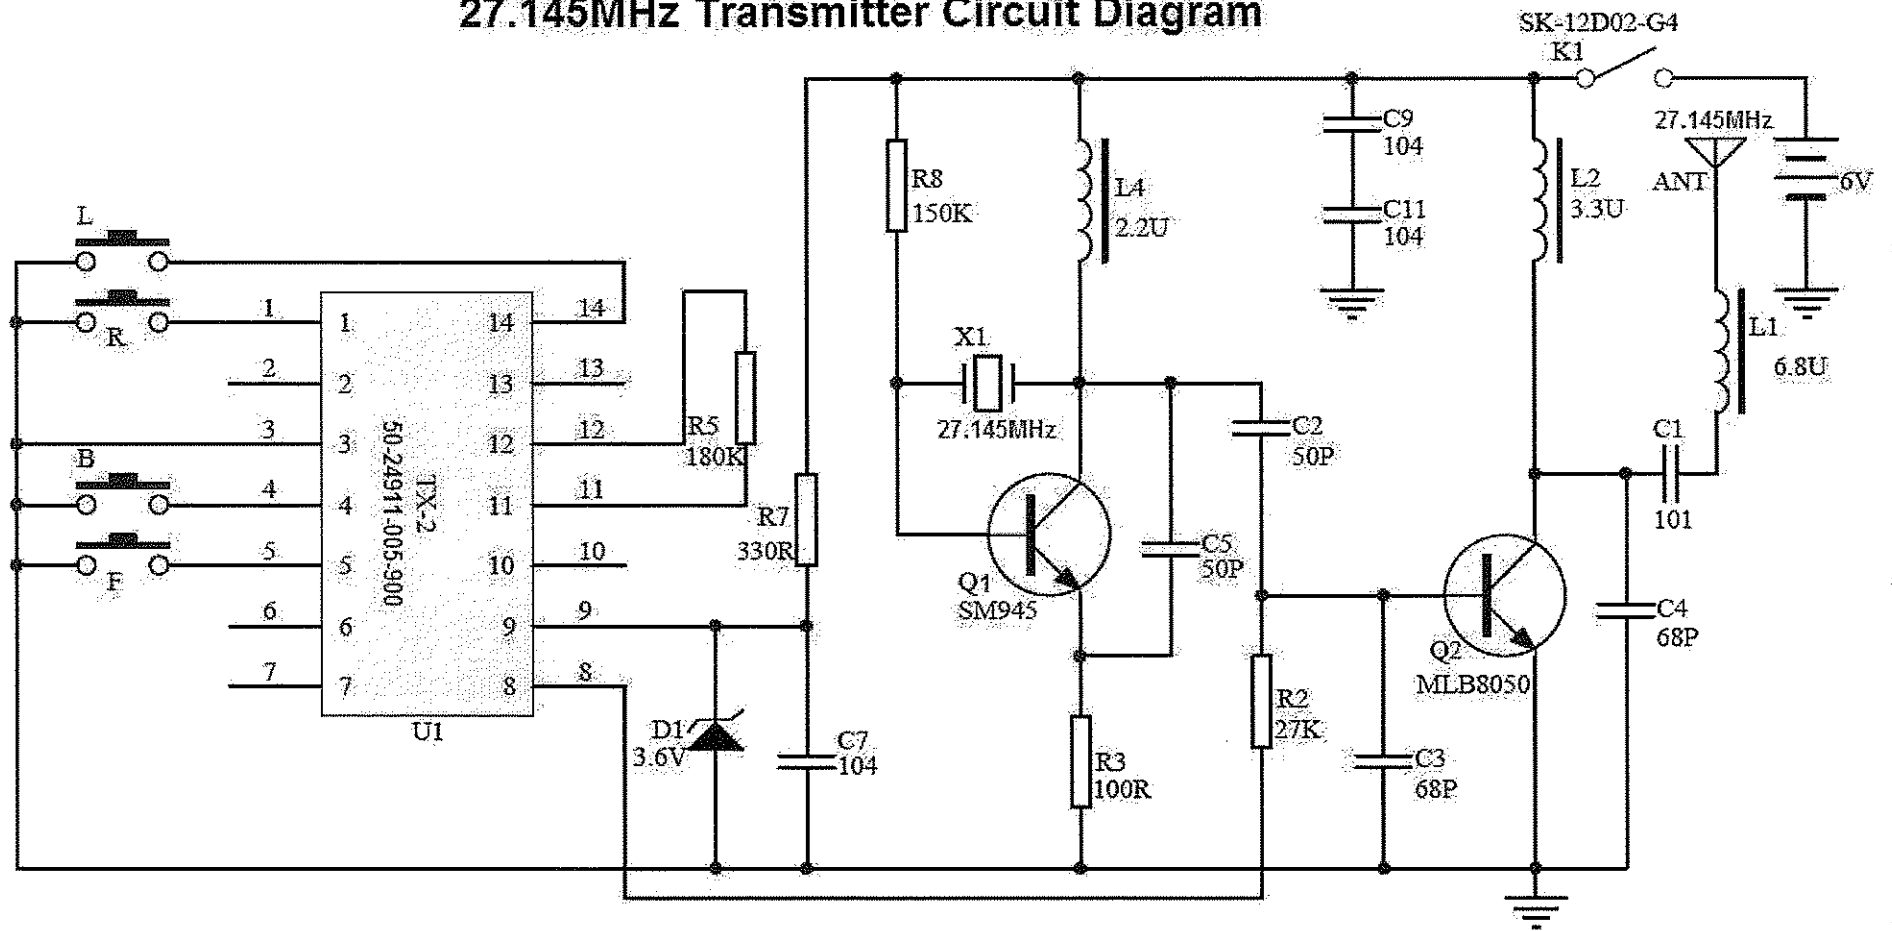 27.145MHz Transmitter Circuit Diagram
SK-12D02-G4
K1
27.145MHz
ANT
6V
C9
104
C11
104
L2
3.3U
L4
2.2U
R8
150K
L1
6.8U
L
R
B
F
1
2
3
4
5
6
7
1
2
3
4
5
6
7
14
13
12
11
10
9
8
14
13
12
11
10
9
8
TX-2
50-24911-005-900
U1
R5
180K
R7
330R
X1
27.145MHz
C2
50P
C1
101
Q1
SM945
C5
50P
Q2
MLB8050
C4
68P
D1
3.6V
C7
104
R3
100R
R2
27K
C3
68P